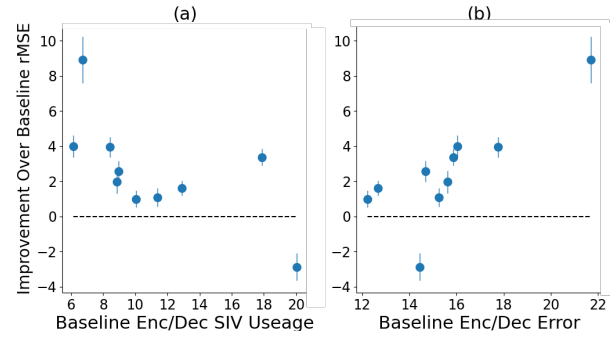 (a)
(b)
Improvement Over Baseline rMSE
10
8
6
4
2
0
−2
−4
6 8 10 12 14 16 18 20
12 14 16 18 20 22
Baseline Enc/Dec SIV Useage
Baseline Enc/Dec Error
10
8
6
4
2
0
−2
−4